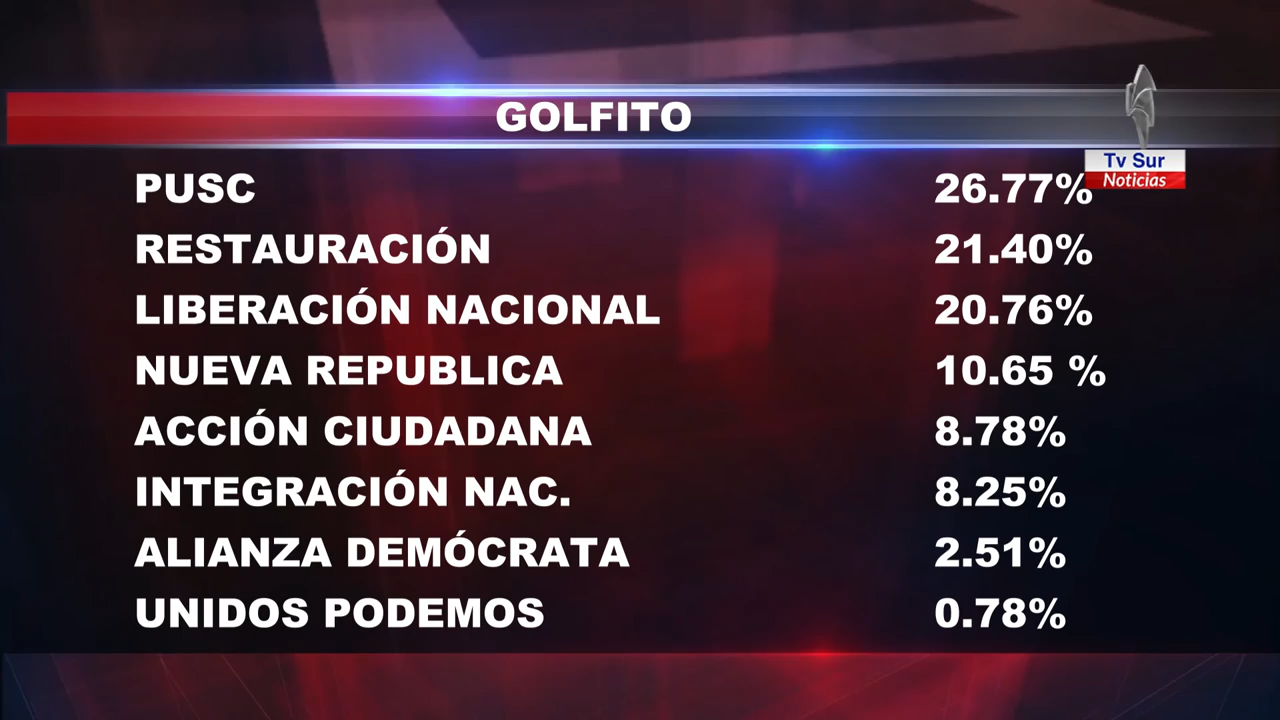 GOLFITO
Tv Sur
Noticias
PUSC 26.77%
RESTAURACIÓN 21.40%
LIBERACIÓN NACIONAL 20.76%
NUEVA REPUBLICA 10.65 %
ACCIÓN CIUDADANA 8.78%
INTEGRACIÓN NAC. 8.25%
ALIANZA DEMÓCRATA 2.51%
UNIDOS PODEMOS 0.78%